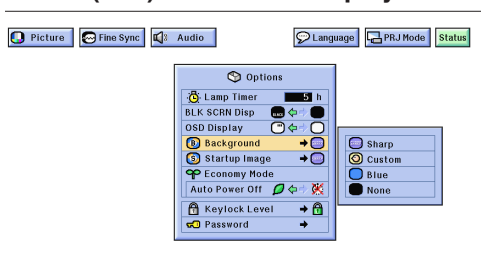 Picture Fine Sync Audio Language PRJ Mode Status
Options
Lamp Timer 5 h
BLK SCRN Disp BLACK
OSD Display
Background
Startup Image
Economy Mode
Auto Power Off
Keylock Level
Password
Sharp
Custom
Blue
None